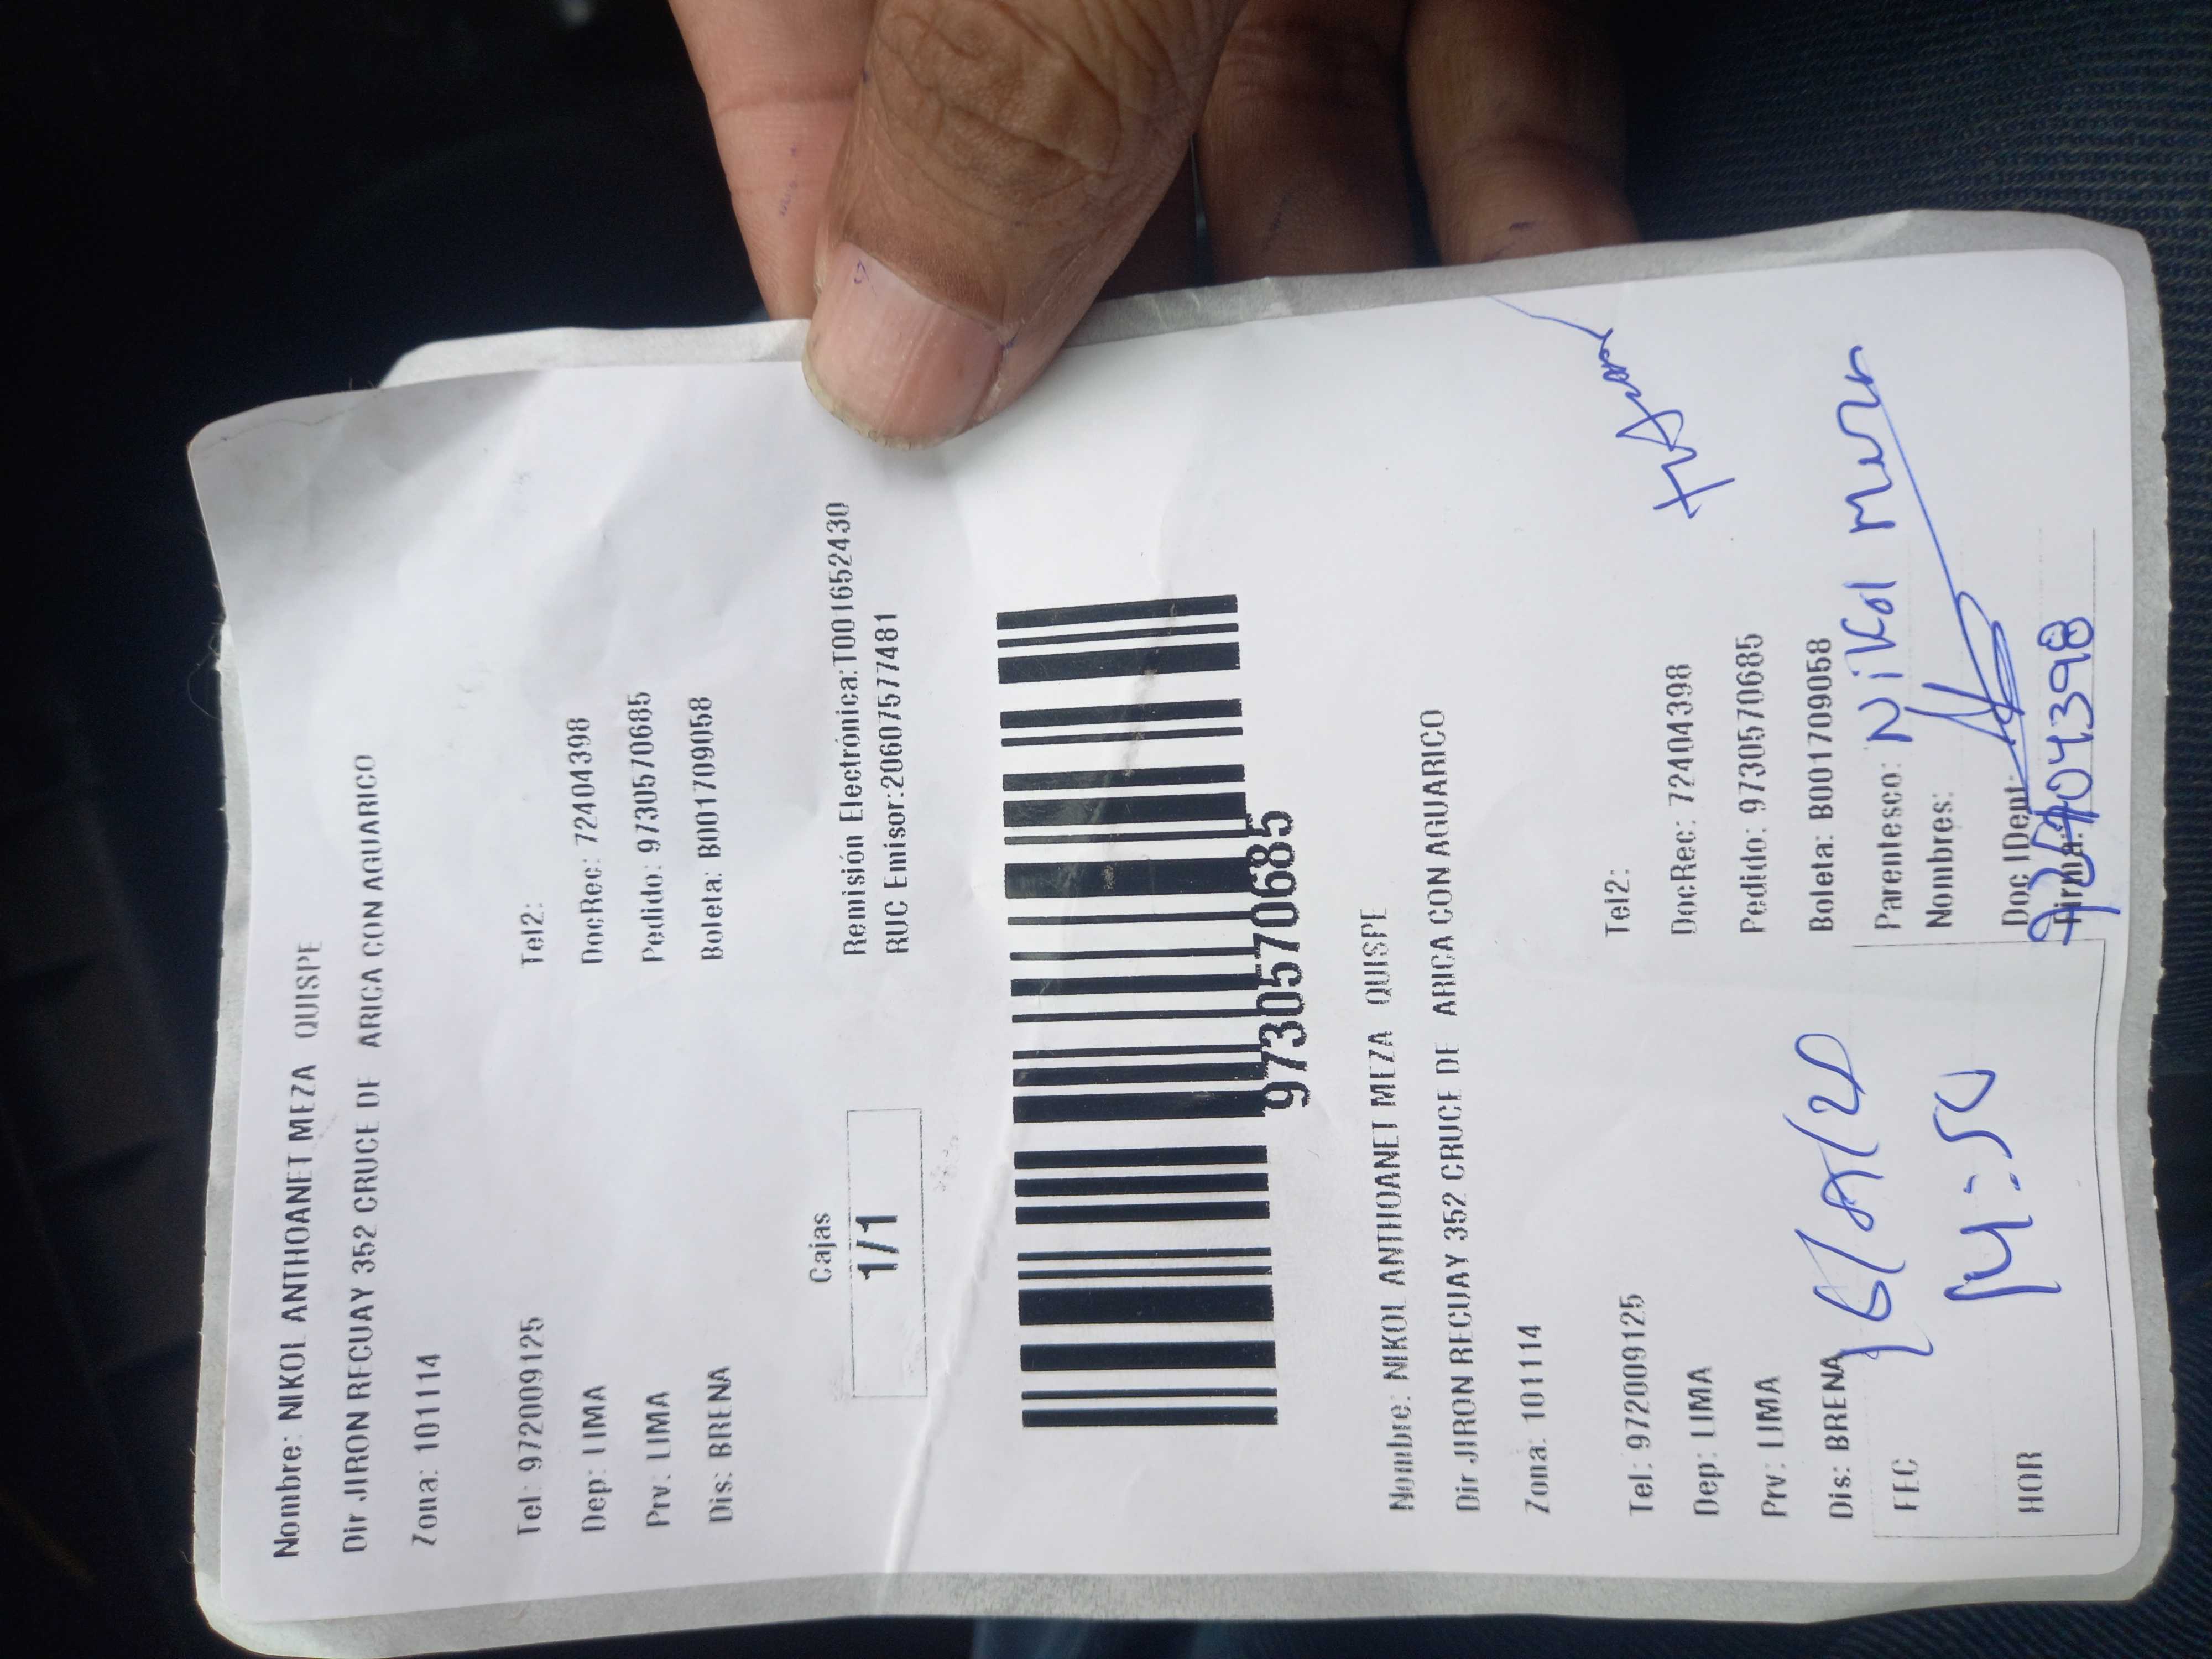 Nombre: NIKOL ANTHOANET MEZA QUISPE
Dir JIRON RECUAY 352 CRUCE DE ARICA CON AGUARICO
Zona: 101114
Tel: 972009125 Tel2:
Dep: LIMA DocRec: 72404398
Prv: LIMA Pedido: 9730570685
Dis: BRENA Boleta: B001709058
Cajas
1/1
Remisión Electrónica:T001652430
RUC Emisor:20607577481
9730570685
Nombre: NIKOL ANTHOANET MEZA QUISPE
Dir JIRON RECUAY 352 CRUCE DE ARICA CON AGUARICO
Zona: 101114
Tel: 972009125 Tel2:
Dep: LIMA DocRec: 72404398
Prv: LIMA Pedido: 9730570685
Dis: BRENA Boleta: B001709058
FEC
Parentesco: Nikol
Nombres:
HOR 14:50
Doc IDent:
Firma: 72404398